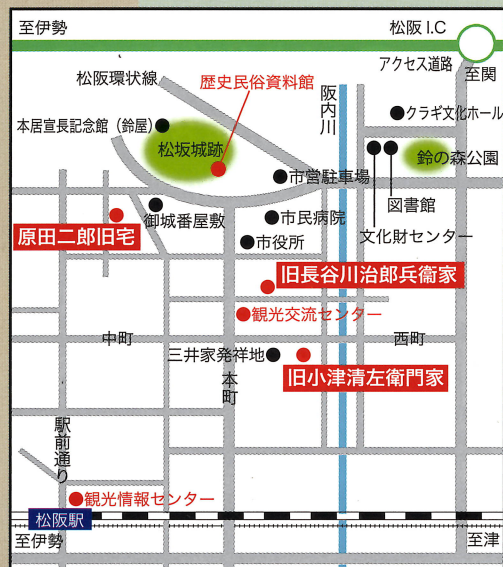 至伊勢
松阪 I.C
アクセス道路
至関
松阪環状線
歴史民俗資料館
阪内川
クラギ文化ホール
本居宣長記念館（鈴屋）
松坂城跡
鈴の森公園
市営駐車場
図書館
御城番屋敷
市民病院
文化財センター
原田二郎旧宅
市役所
旧長谷川治郎兵衞家
観光交流センター
中町
西町
三井家発祥地
本町
旧小津清左衛門家
駅前通り
観光情報センター
松阪駅
至伊勢
至津